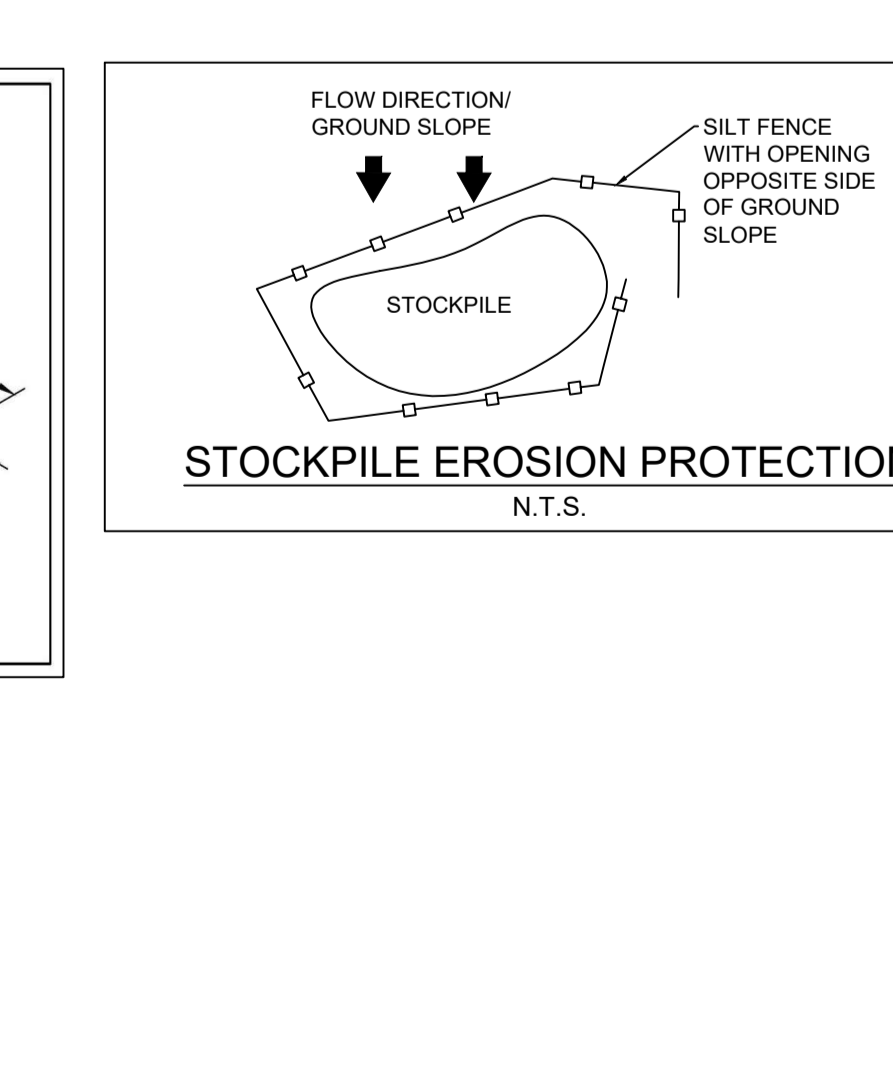 FLOW DIRECTION/
GROUND SLOPE
SILT FENCE
WITH OPENING
OPPOSITE SIDE
OF GROUND
SLOPE
STOCKPILE
STOCKPILE EROSION PROTECTIO
N.T.S.